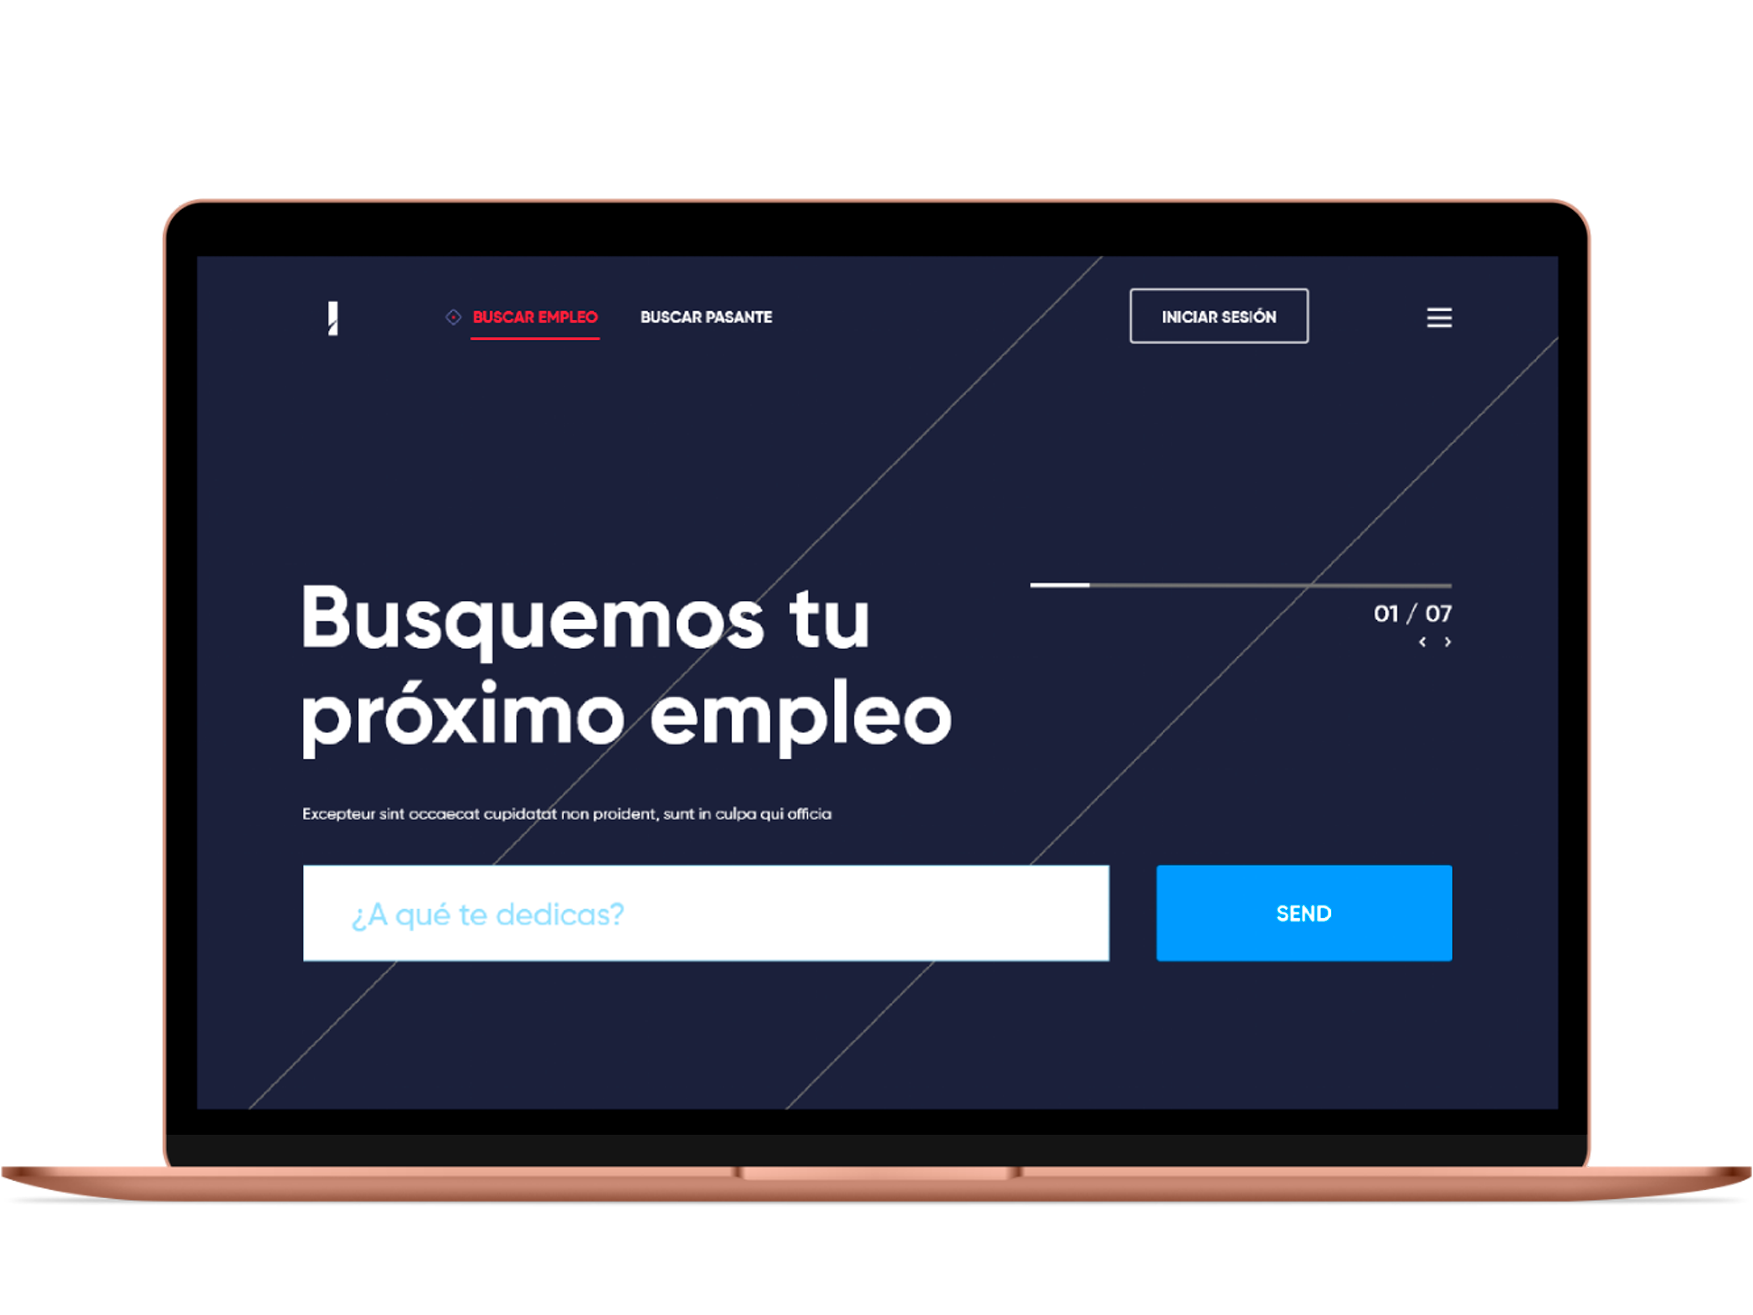 BUSCAR EMPLEO
BUSCAR PASANTE
INICIAR SESIÓN
Busquemos tu
próximo empleo
01 / 07
Excepteur sint occaecat cupidatat non proident, sunt in culpa qui officia
¿A qué te dedicas?
SEND